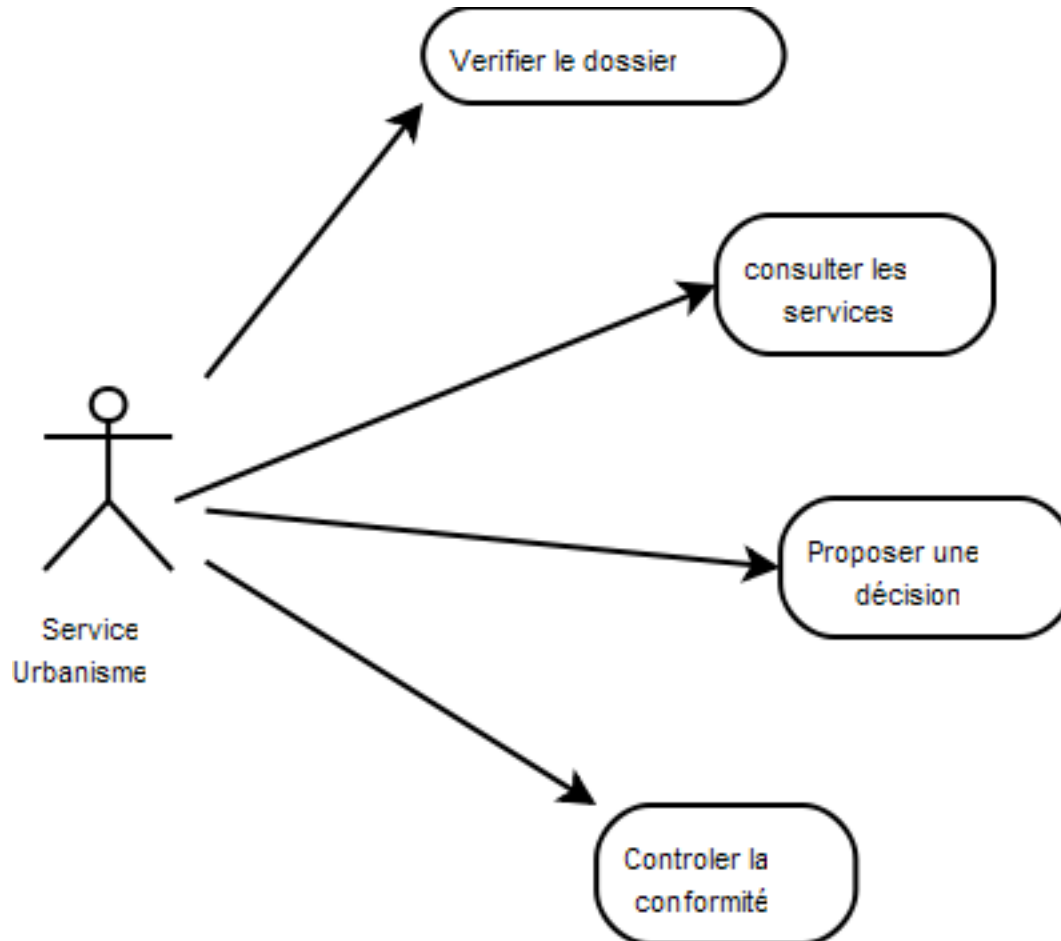 Verifier le dossier
consulter les
services
Proposer une
décision
Service
Urbanisme
Controler la
conformité